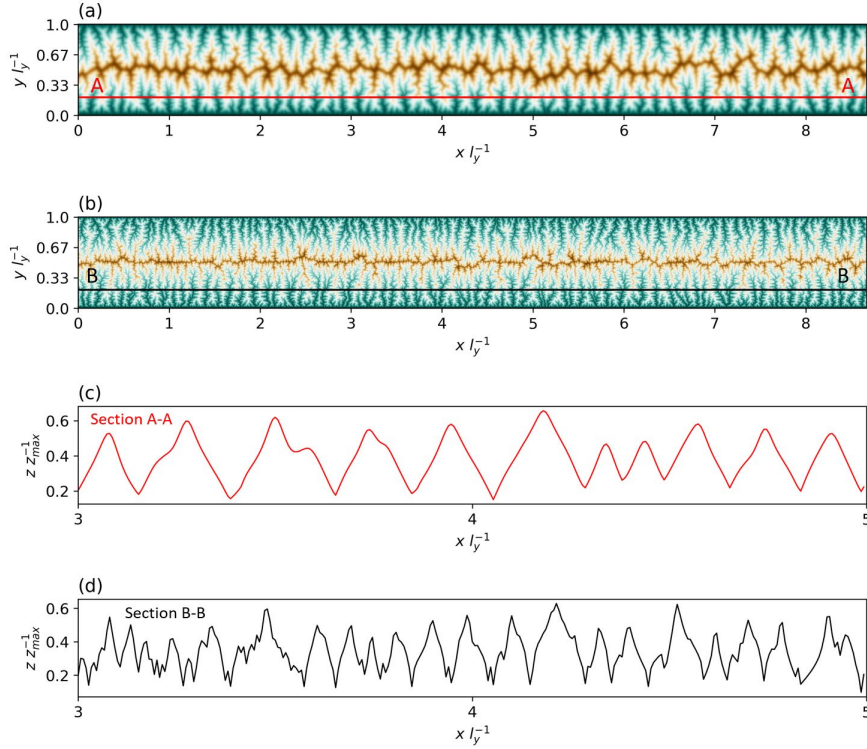 (a)
1.0
0.67
0.33
0.0
y l_y^{-1}
A A
0 1 2 3 4 5 6 7 8
x l_y^{-1}
(b)
1.0
0.67
0.33
0.0
y l_y^{-1}
B B
0 1 2 3 4 5 6 7 8
x l_y^{-1}
(c)
Section A-A
0.6
0.4
0.2
z z_{max}^{-1}
3 4 5
x l_y^{-1}
(d)
Section B-B
0.6
0.4
0.2
z z_{max}^{-1}
3 4 5
x l_y^{-1}